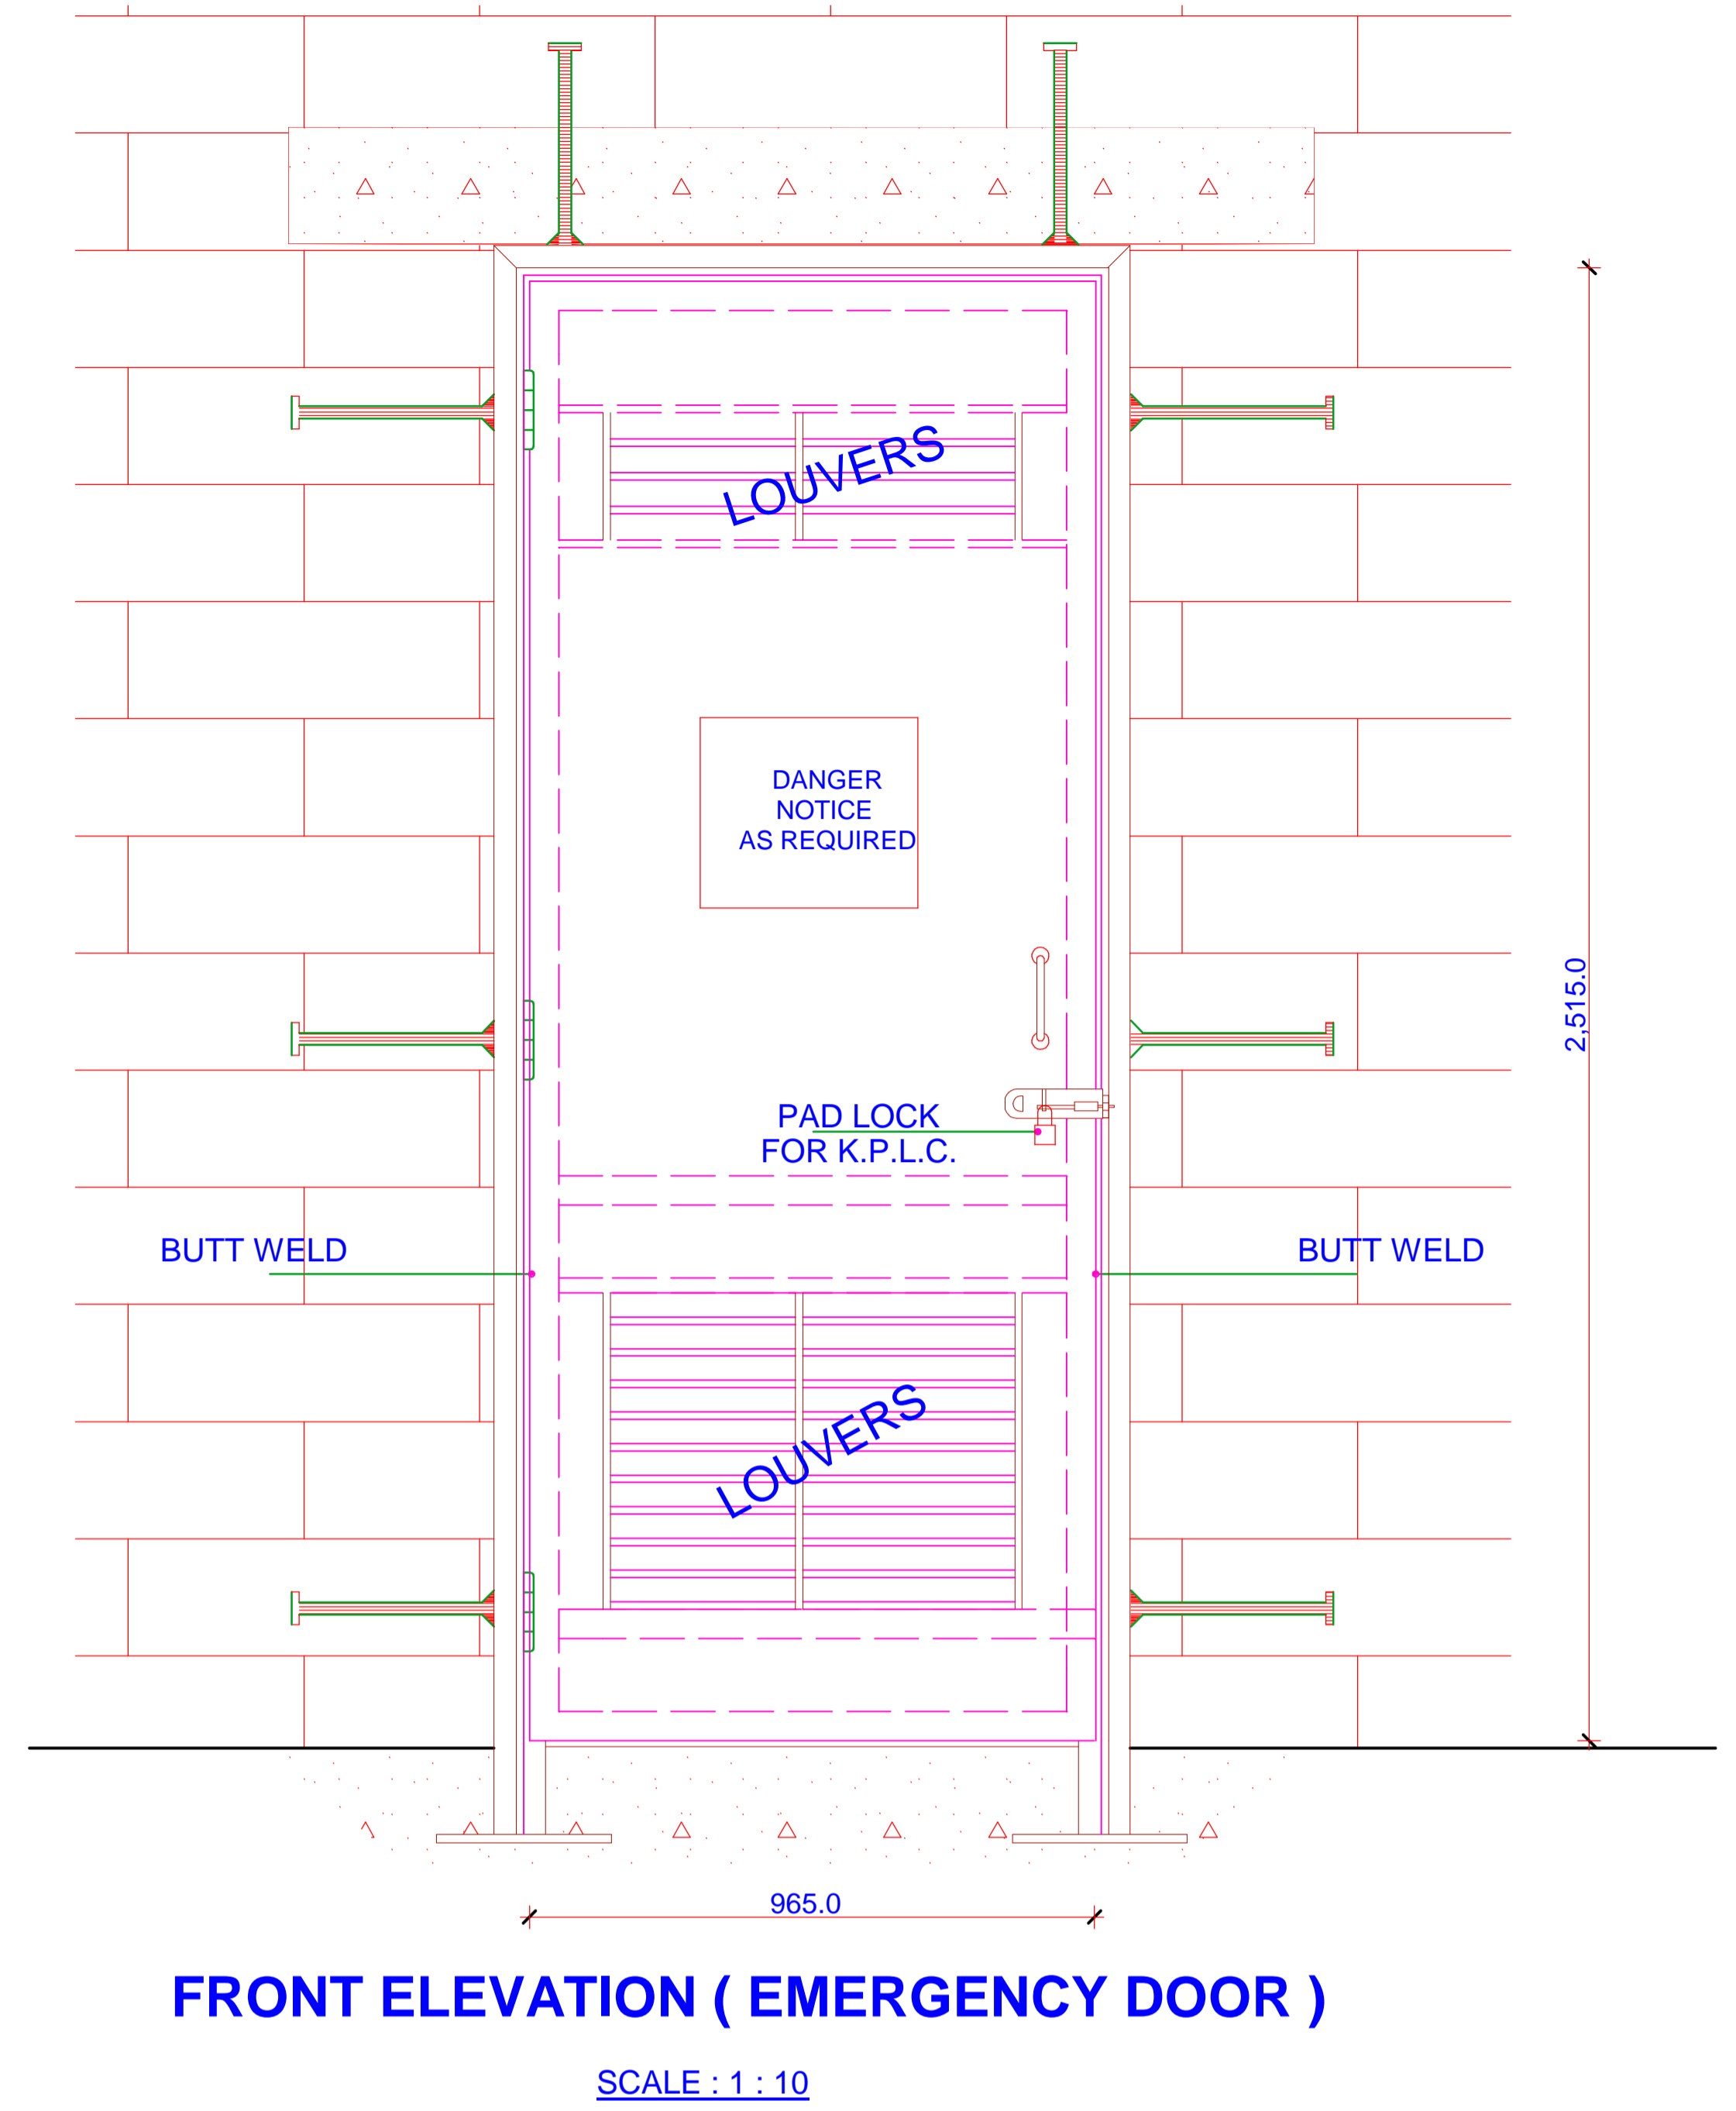 LOUVERS
DANGER
NOTICE
AS REQUIRED
2,515.0
PAD LOCK
FOR K.P.L.C.
BUTT WELD
BUTT WELD
LOUVERS
965.0
FRONT ELEVATION ( EMERGENCY DOOR )
SCALE : 1 : 10